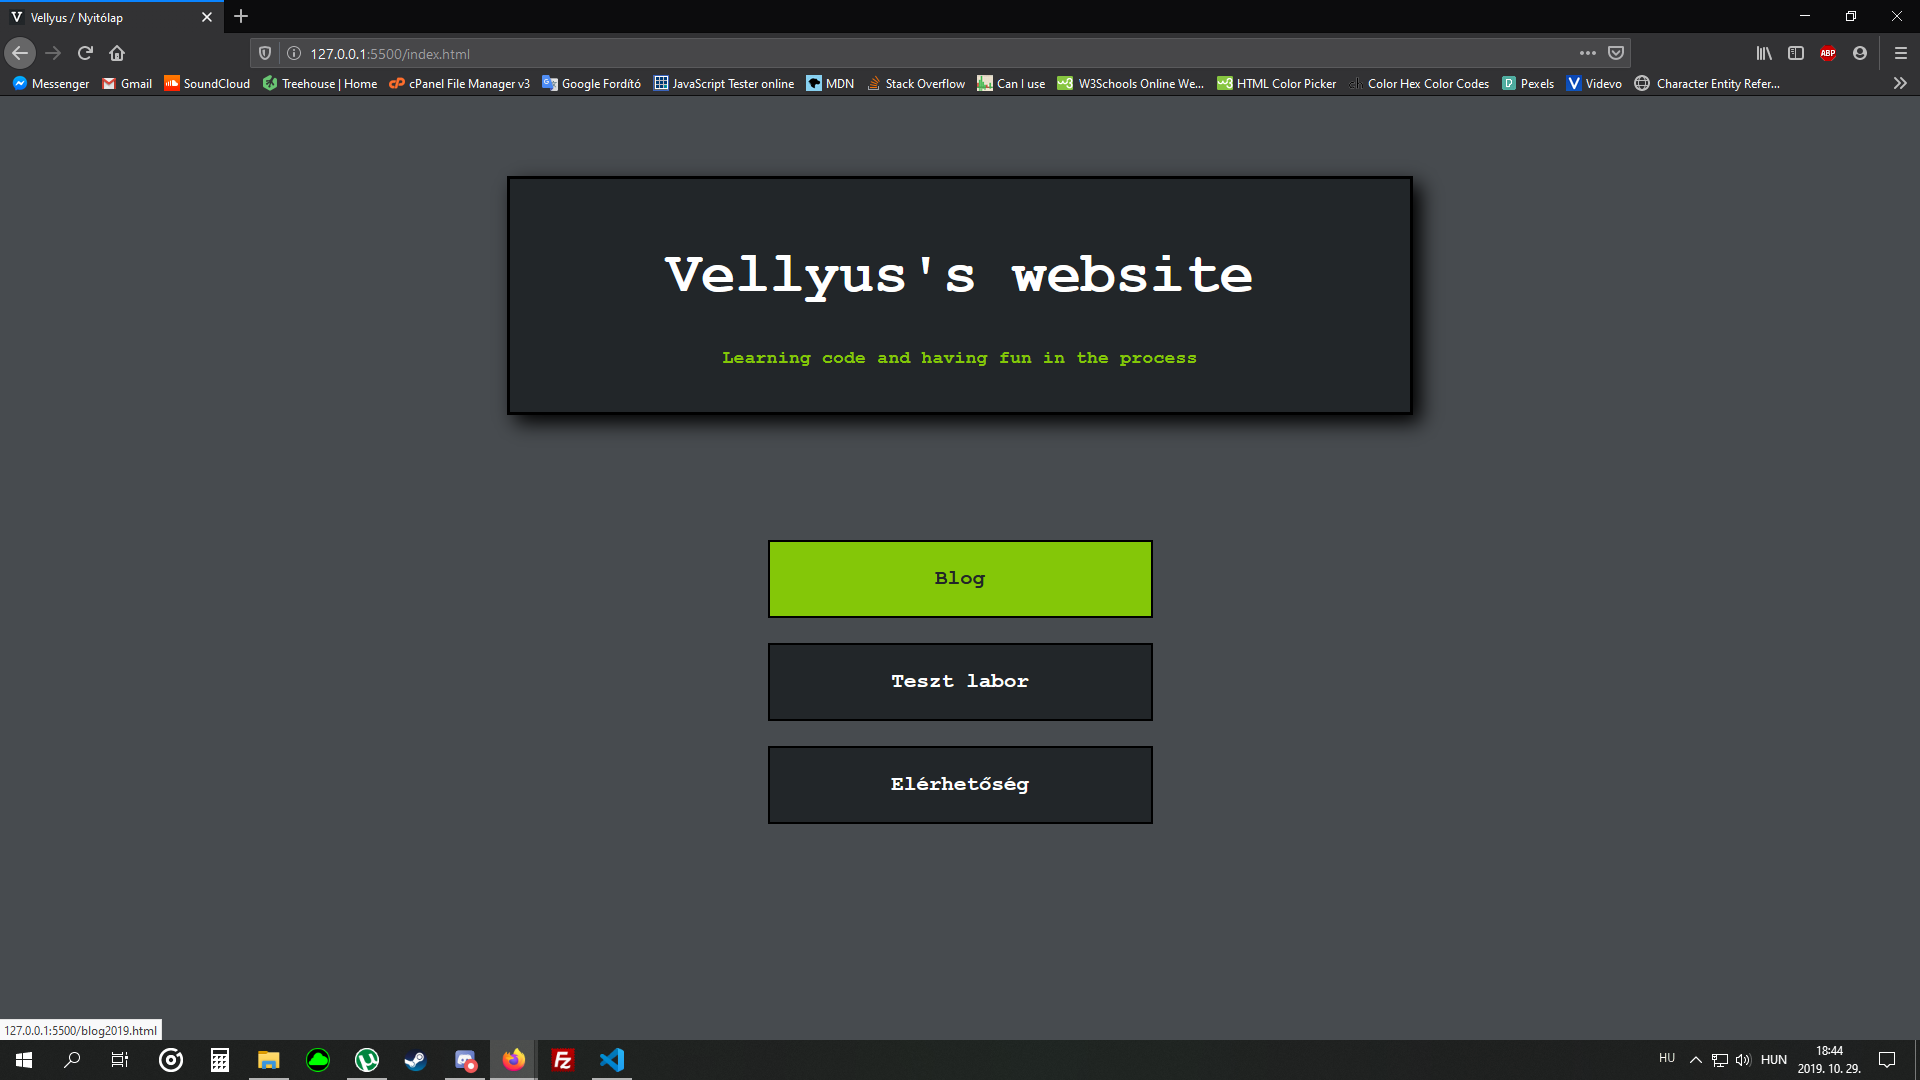 Vellyus / Nyitólap
127.0.0.1:5500/index.html
Messenger Gmail SoundCloud Treehouse | Home cPanel File Manager v3 Google Fordító JavaScript Tester online MDN Stack Overflow Can I use W3Schools Online We... HTML Color Picker Color Hex Color Codes Pexels Videvo Character Entity Refer...
ABP
Vellyus's website
Learning code and having fun in the process
Blog
Teszt labor
Elérhetőség
127.0.0.1:5500/blog2019.html
HU HUN 18:44
2019. 10. 29.